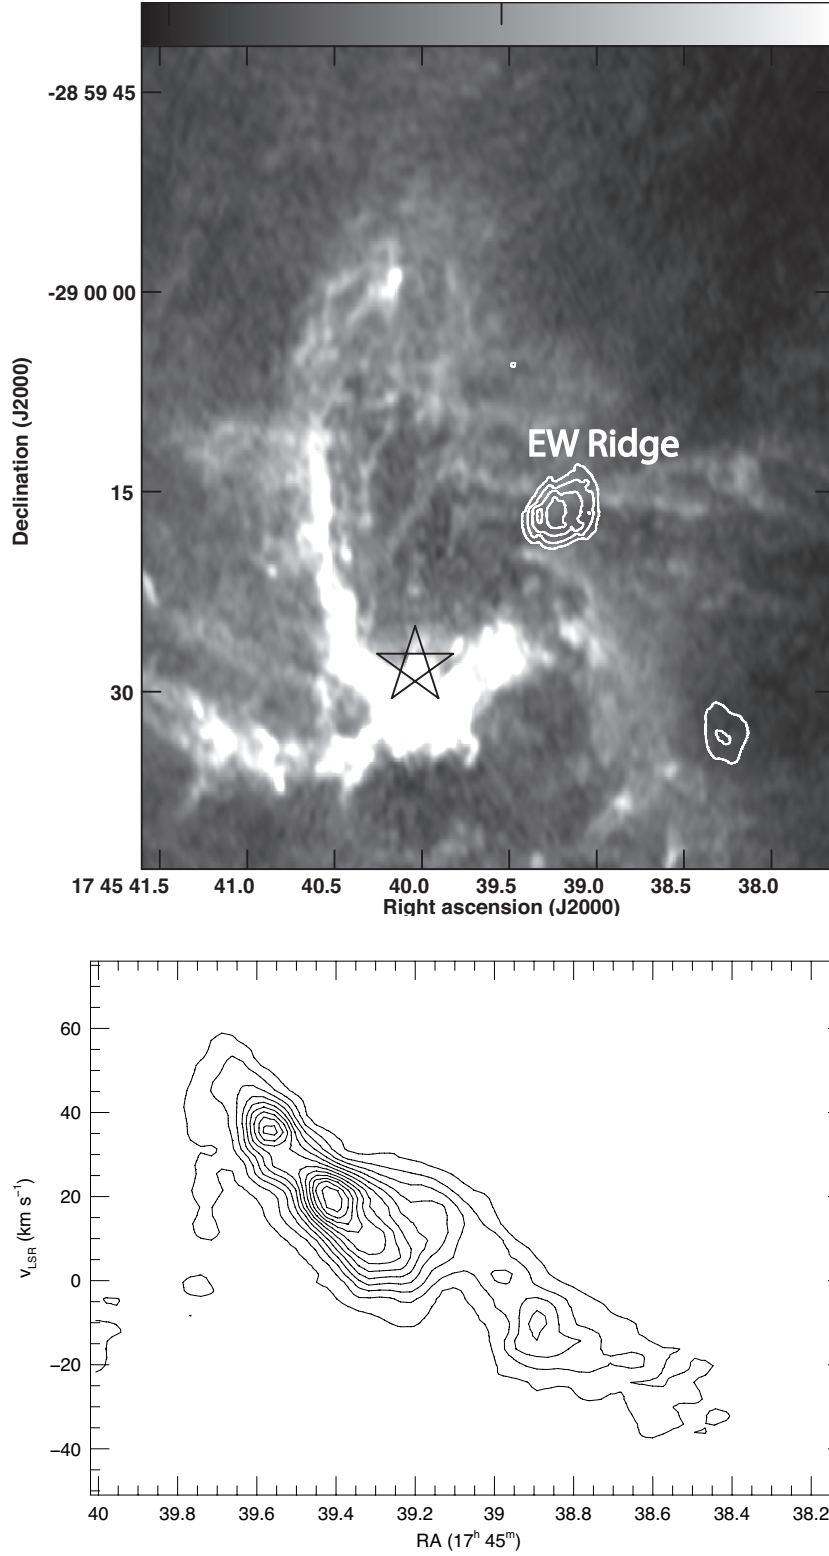 -28 59 45
-29 00 00
Declination (J2000)
EW Ridge
15
30
17 45 41.5 41.0 40.5 40.0 39.5 39.0 38.5 38.0
Right ascension (J2000)
60
40
20
v_LSR (km s⁻¹)
0
−20
−40
40 39.8 39.6 39.4 39.2 39 38.8 38.6 38.4 38.2
RA (17ʰ 45ᵐ)